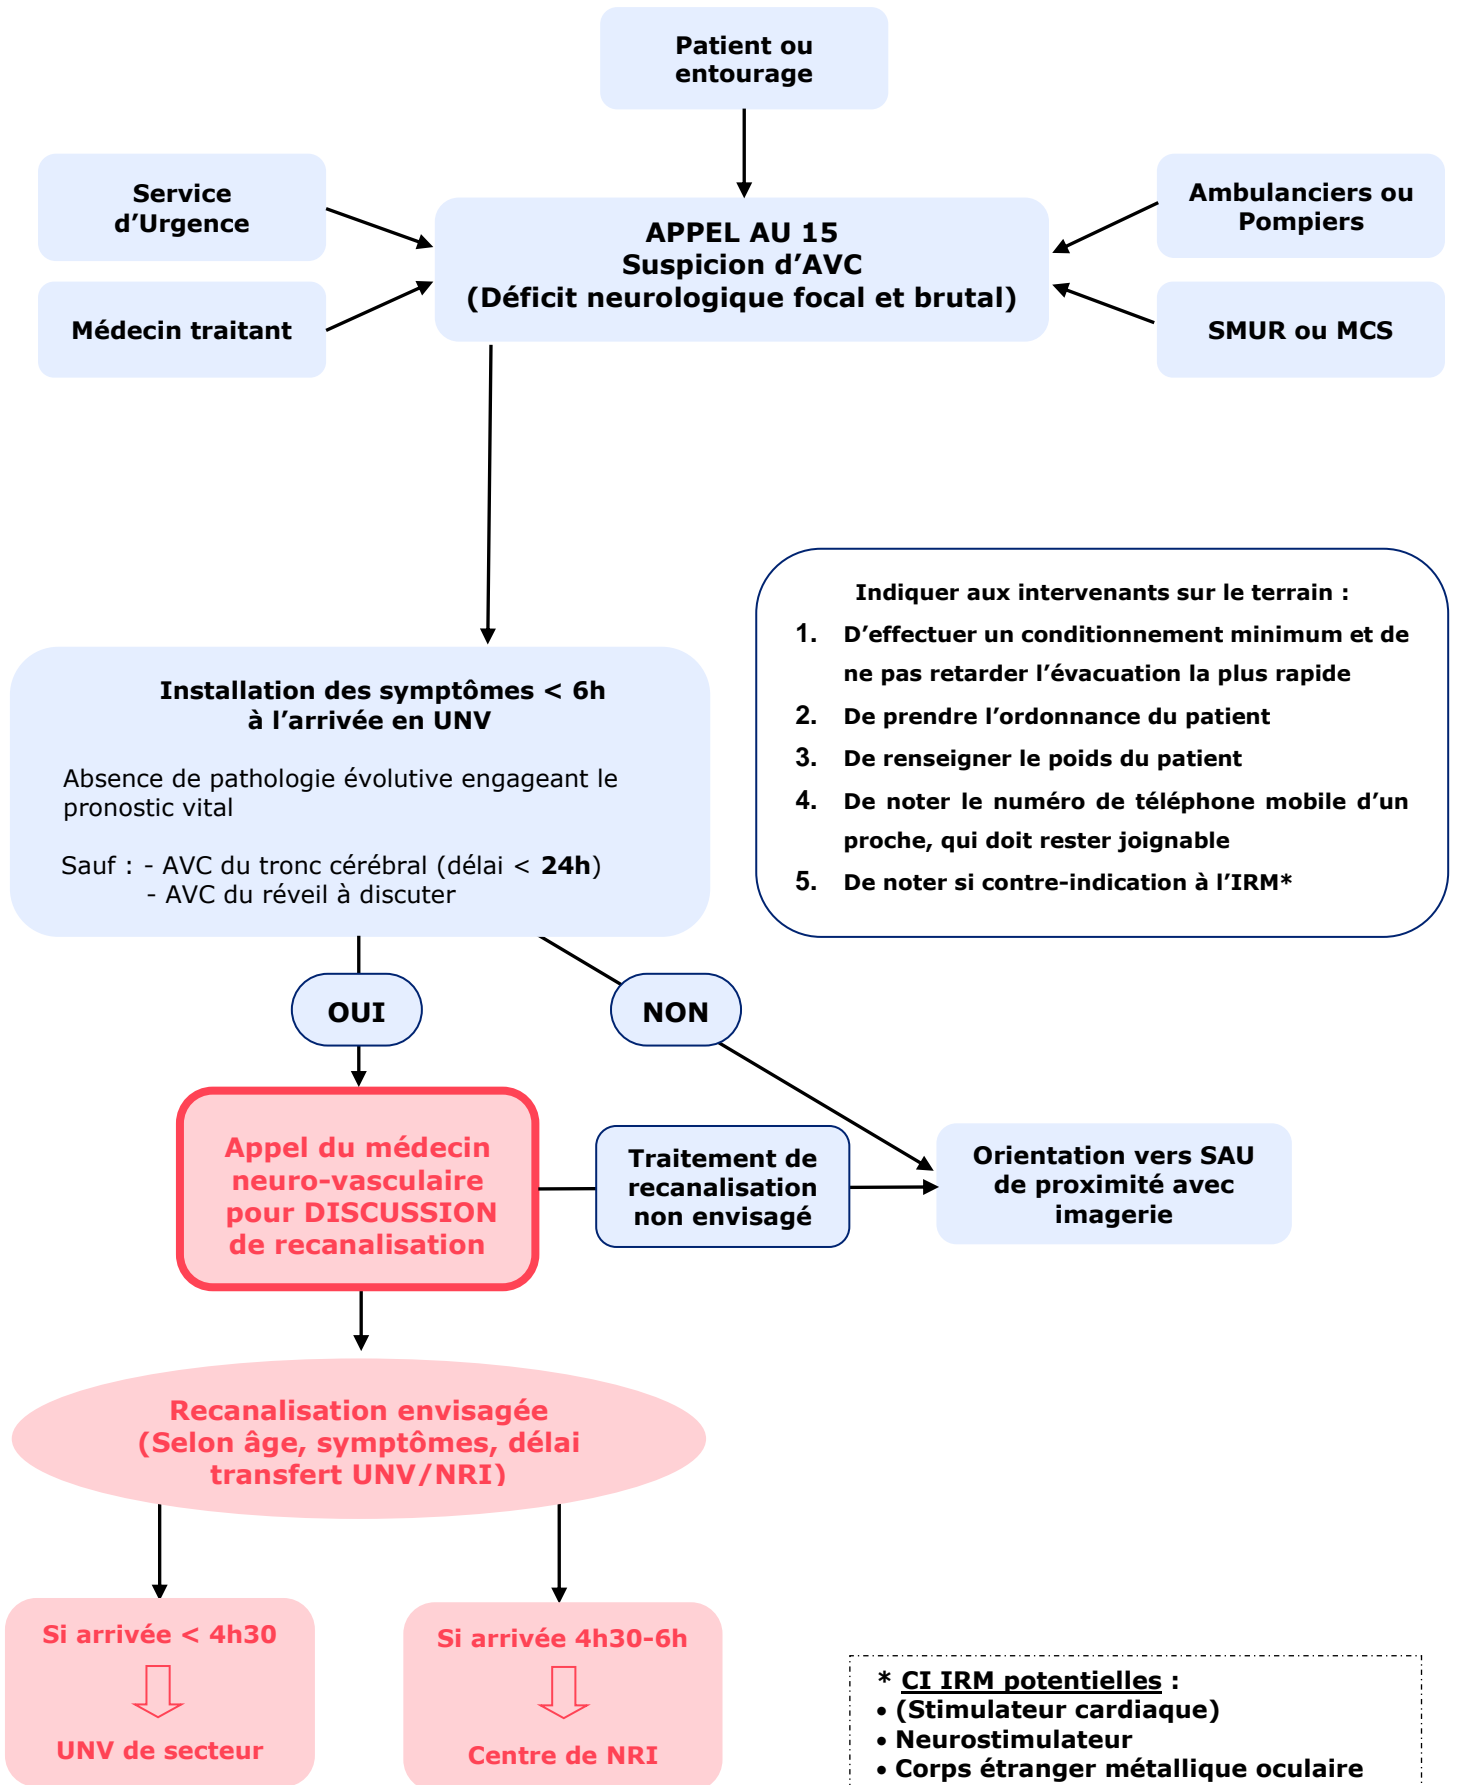 Patient ou
entourage
Service
d’Urgence
Ambulanciers ou
Pompiers
APPEL AU 15
Suspicion d’AVC
(Déficit neurologique focal et brutal)
Médecin traitant
SMUR ou MCS
Indiquer aux intervenants sur le terrain :
1. D’effectuer un conditionnement minimum et de
ne pas retarder l’évacuation la plus rapide
2. De prendre l’ordonnance du patient
3. De renseigner le poids du patient
4. De noter le numéro de téléphone mobile d’un
proche, qui doit rester joignable
5. De noter si contre-indication à l’IRM*
Installation des symptômes < 6h
à l’arrivée en UNV
Absence de pathologie évolutive engageant le
pronostic vital
Sauf : - AVC du tronc cérébral (délai < 24h)
- AVC du réveil à discuter
OUI
NON
Appel du médecin
neuro-vasculaire
pour DISCUSSION
de recanalisation
Traitement de
recanalisation
non envisagé
Orientation vers SAU
de proximité avec
imagerie
Recanalisation envisagée
(Selon âge, symptômes, délai
transfert UNV/NRI)
Si arrivée < 4h30
UNV de secteur
Si arrivée 4h30-6h
Centre de NRI
* CI IRM potentielles :
• (Stimulateur cardiaque)
• Neurostimulateur
• Corps étranger métallique oculaire